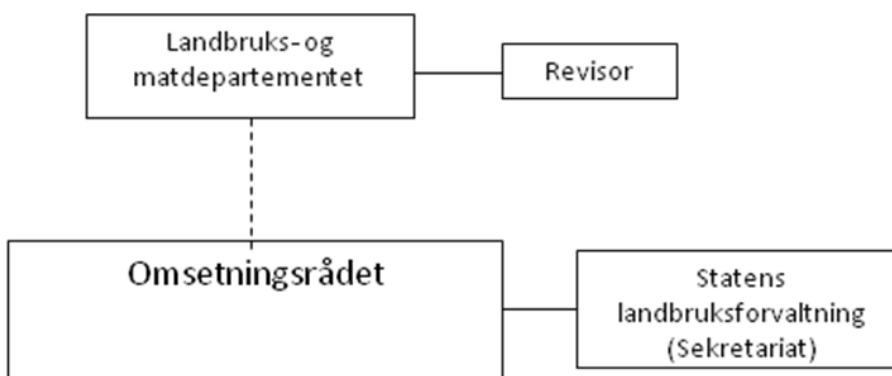 Landbruks- og
matdepartementet
Revisor
Omsetningsrådet
Statens
landbruksforvaltning
(Sekretariat)